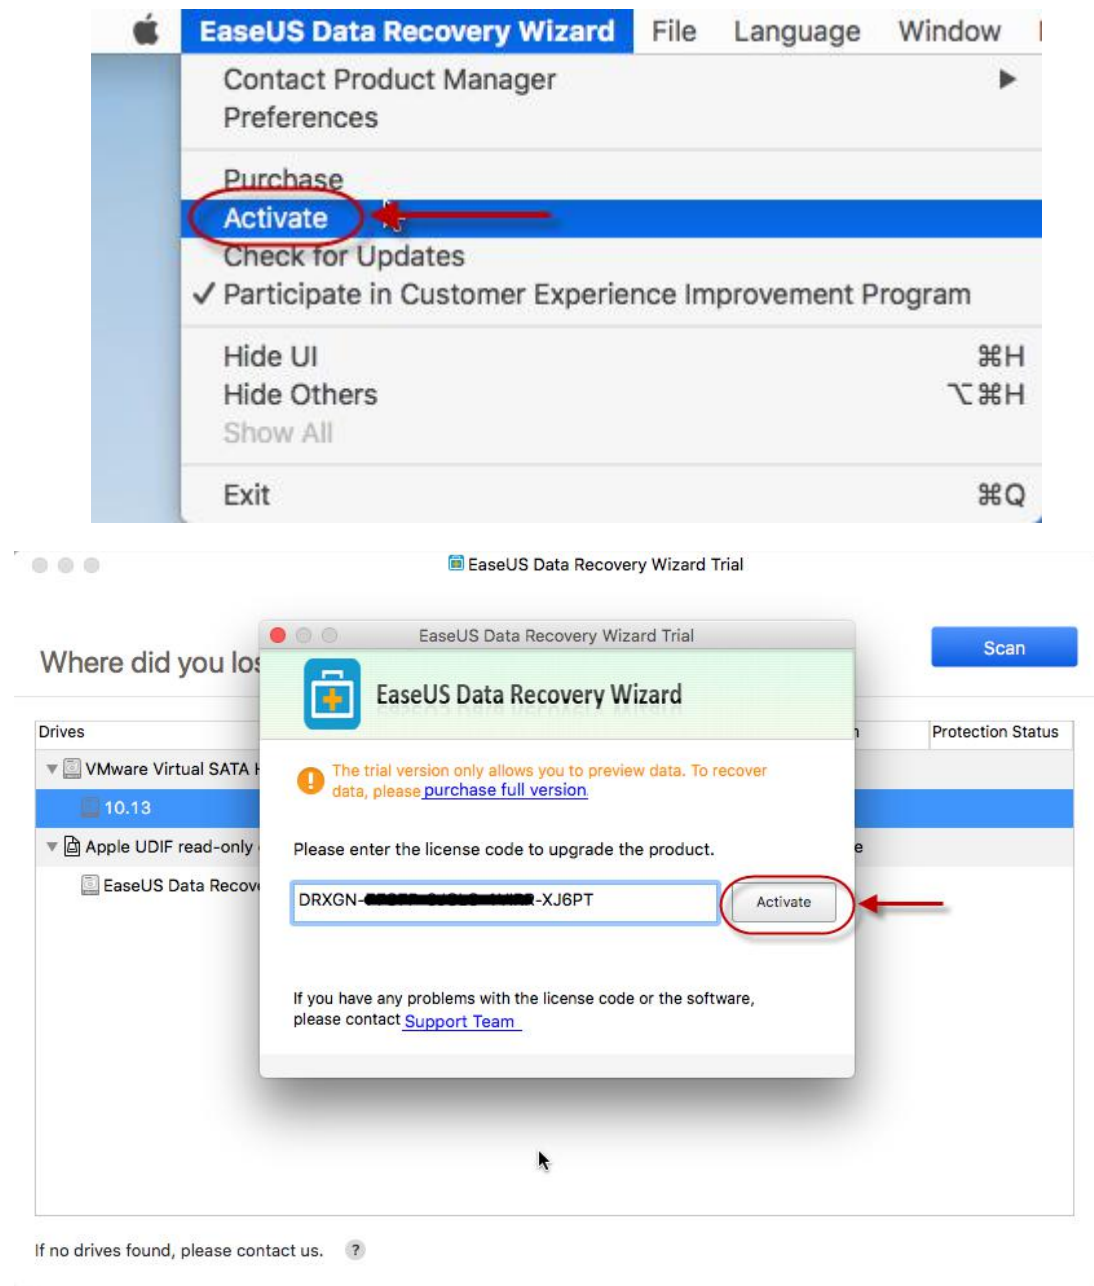 EaseUS Data Recovery Wizard File Language Window
Contact Product Manager ▶
Preferences
Purchase
Activate
Check for Updates
✓ Participate in Customer Experience Improvement Program
Hide UI ⌘H
Hide Others ⌥⌘H
Show All
Exit ⌘Q
EaseUS Data Recovery Wizard Trial
EaseUS Data Recovery Wizard Trial
Where did you los
Scan
EaseUS Data Recovery Wizard
Drives
n
Protection Status
VMware Virtual SATA H
The trial version only allows you to preview data. To recover
data, please purchase full version.
10.13
Apple UDIF read-only
e
Please enter the license code to upgrade the product.
EaseUS Data Recov
DRXGN- -XJ6PT
Activate
If you have any problems with the license code or the software,
please contact Support Team
If no drives found, please contact us. ?